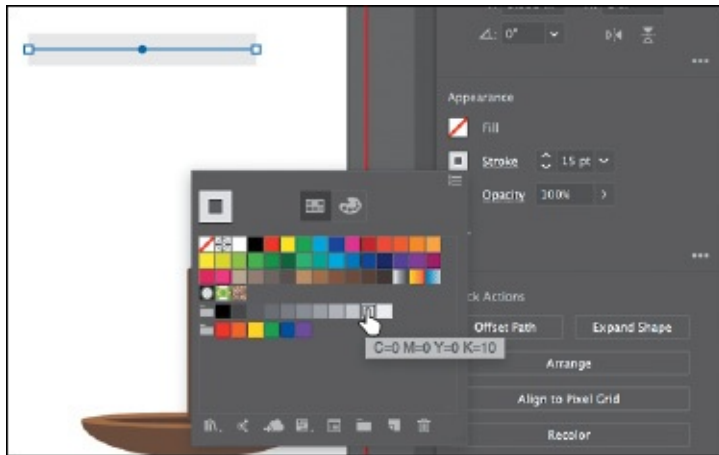 0°
Appearance
Fill
Stroke 15 pt
Opacity 100%
ck Actions
Offset Path Expand Shape
C=0 M=0 Y=0 K=10
Arrange
Align to Pixel Grid
Recolor